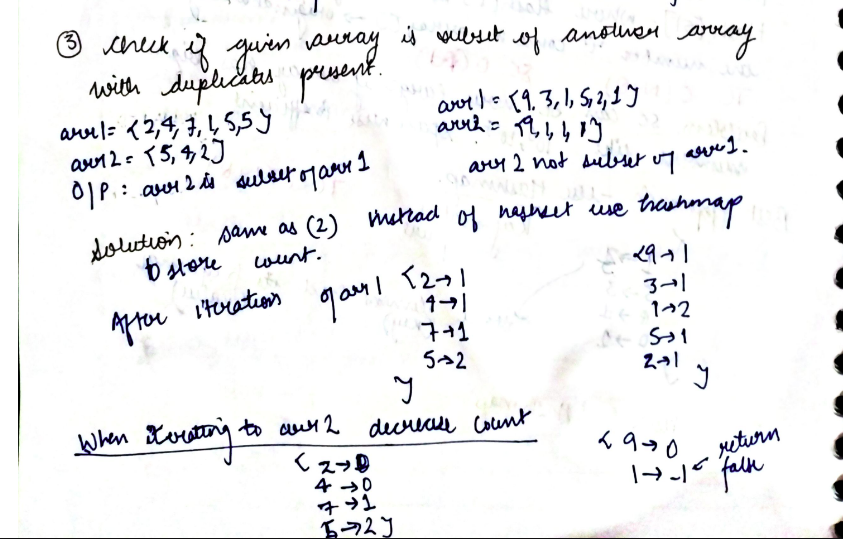 ③ Check if given array is subset of another array
with duplicates present.
arr1 = {2,4,7,1,5,5}
arr2 = {5,4,2}
O/P : arr 2 is subset of arr 1
arr1 = {9,3,1,5,2,1}
arr2 = {9,1,1,1}
arr 2 not subset of arr1.
Solution : same as (2) instead of hashset use hashmap
to store count.
After iteration of arr1 {2→1
4→1
7→1
5→2
}
{9→1
3→1
1→2
5→1
2→1 }
When iterating to arr 2 decrease count
{ 2→0
4→0
7→1
5→2}
{ 9→0
1→-1 return
false